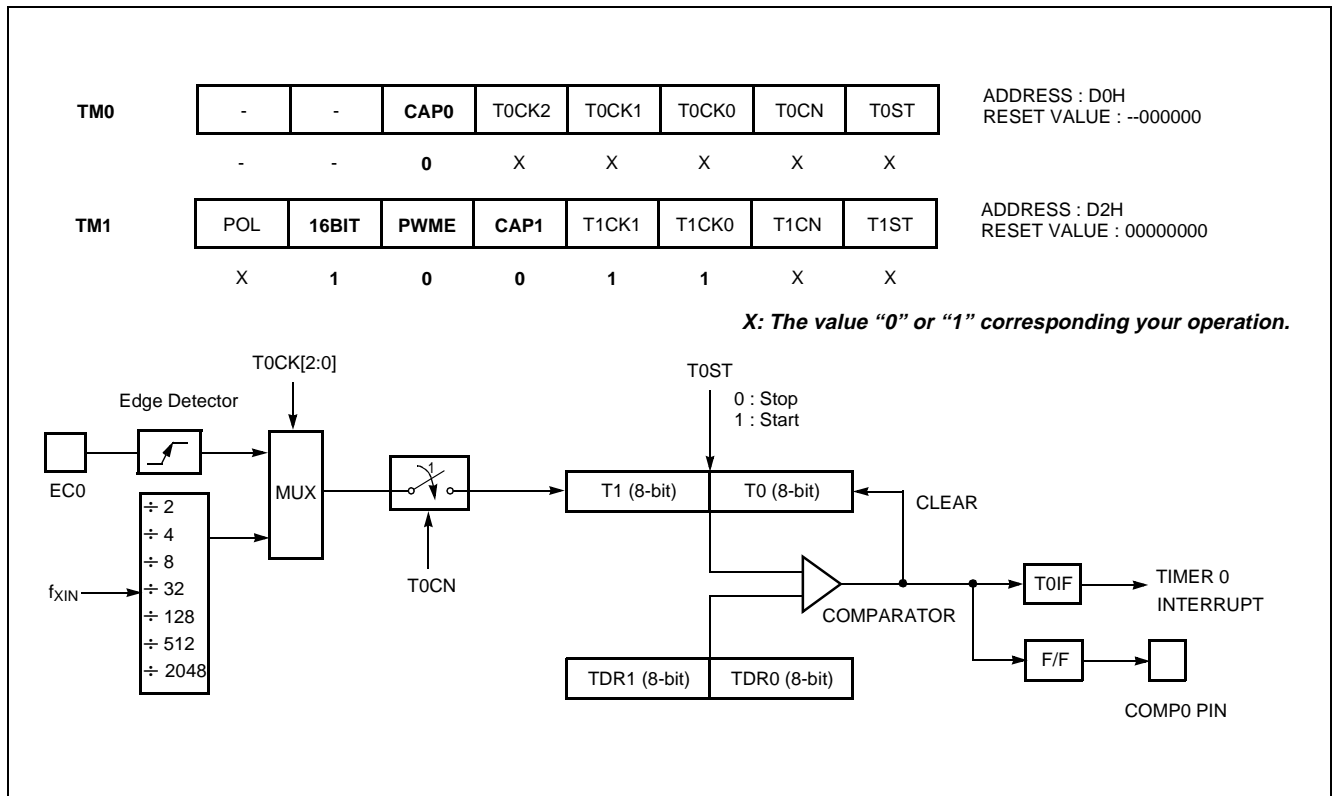 TM0 - - CAP0 T0CK2 T0CK1 T0CK0 T0CN T0ST
ADDRESS : D0H
RESET VALUE : --000000
- - 0 X X X X X
TM1 POL 16BIT PWME CAP1 T1CK1 T1CK0 T1CN T1ST
ADDRESS : D2H
RESET VALUE : 00000000
X 1 0 0 1 1 X X
X: The value “0” or “1” corresponding your operation.
T0CK[2:0]
T0ST
0 : Stop
1 : Start
Edge Detector
EC0
MUX
1
T0CN
T1 (8-bit) T0 (8-bit)
CLEAR
fXIN
÷ 2
÷ 4
÷ 8
÷ 32
÷ 128
÷ 512
÷ 2048
COMPARATOR
T0IF
TIMER 0
INTERRUPT
F/F
COMP0 PIN
TDR1 (8-bit) TDR0 (8-bit)